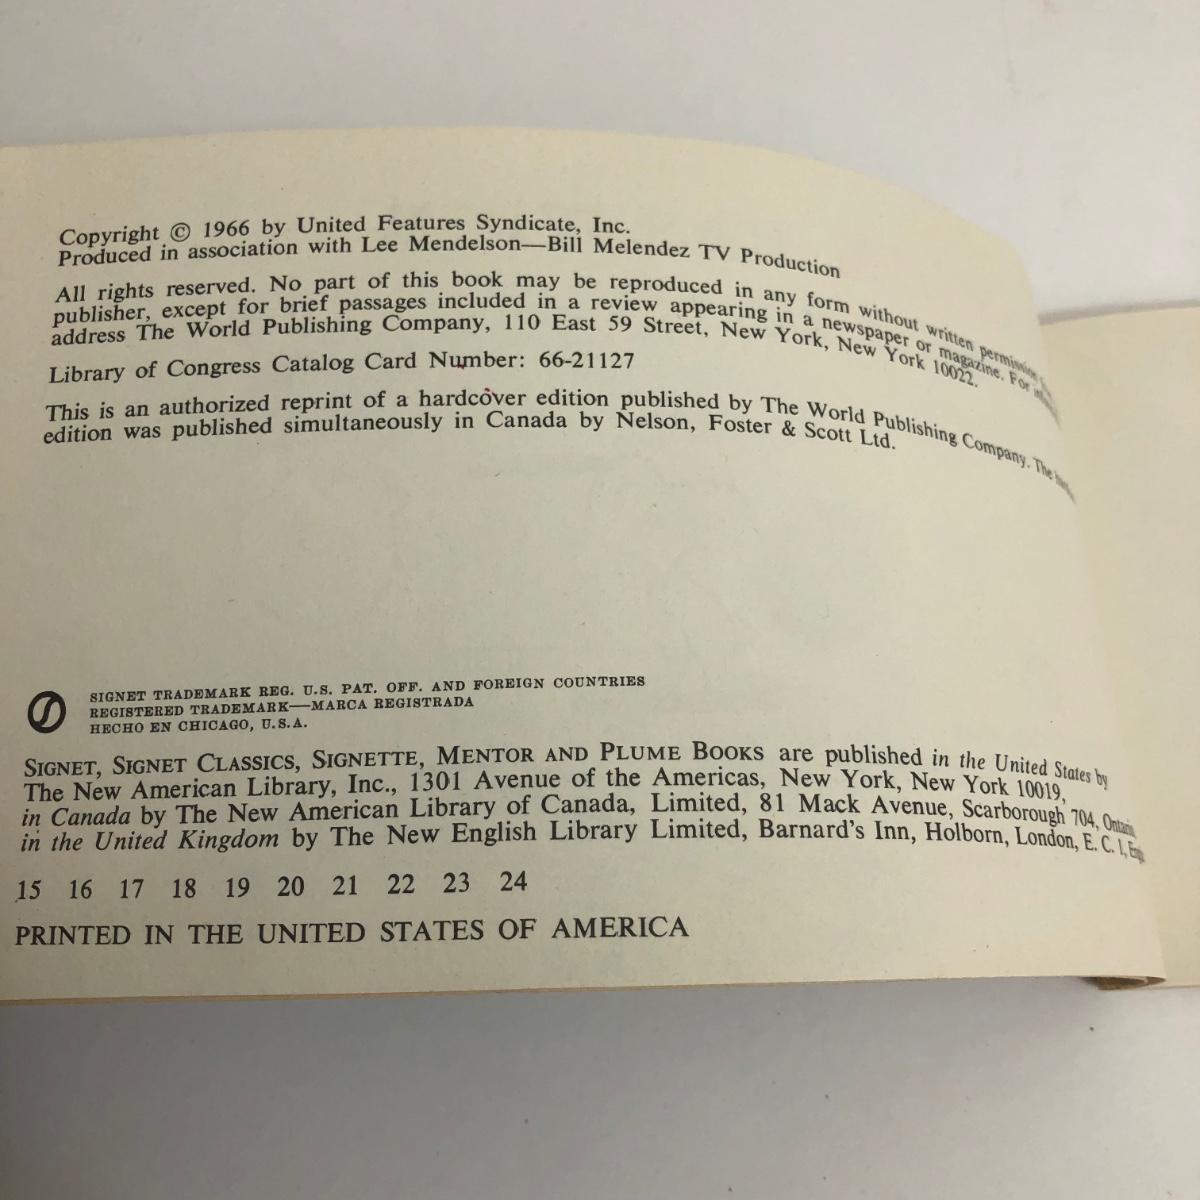 Copyright © 1966 by United Features Syndicate, Inc.
Produced in association with Lee Mendelson—Bill Melendez TV Production
All rights reserved. No part of this book may be reproduced in any form without written permission
publisher, except for brief passages included in a review appearing in a newspaper or magazine. For
address The World Publishing Company, 110 East 59 Street, New York, New York 10022.
Library of Congress Catalog Card Number: 66-21127
This is an authorized reprint of a hardcover edition published by The World Publishing Company. The
edition was published simultaneously in Canada by Nelson, Foster & Scott Ltd.
SIGNET TRADEMARK REG. U.S. PAT. OFF. AND FOREIGN COUNTRIES
REGISTERED TRADEMARK—MARCA REGISTRADA
HECHO EN CHICAGO, U.S.A.
SIGNET, SIGNET CLASSICS, SIGNETTE, MENTOR AND PLUME BOOKS are published in the United States by
The New American Library, Inc., 1301 Avenue of the Americas, New York, New York 10019,
in Canada by The New American Library of Canada, Limited, 81 Mack Avenue, Scarborough 704,
in the United Kingdom by The New English Library Limited, Barnard's Inn, Holborn, London, E. C. 1,
15 16 17 18 19 20 21 22 23 24
PRINTED IN THE UNITED STATES OF AMERICA